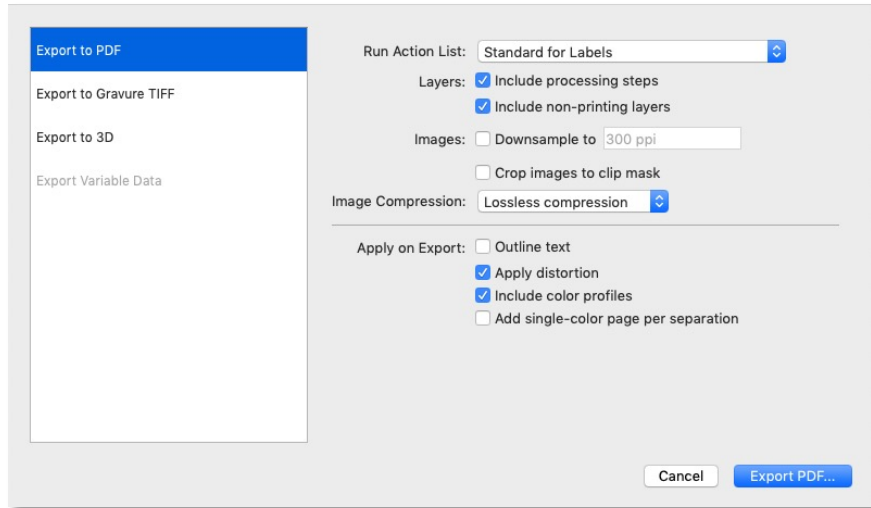 Export to PDF
Export to Gravure TIFF
Export to 3D
Export Variable Data
Run Action List: Standard for Labels
Layers: Include processing steps
Include non-printing layers
Images: Downsample to 300 ppi
Crop images to clip mask
Image Compression: Lossless compression
Apply on Export: Outline text
Apply distortion
Include color profiles
Add single-color page per separation
Cancel Export PDF...